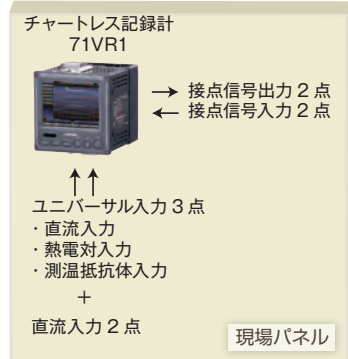 チャートレス記録計
71VR1
→ 接点信号出力 2 点
← 接点信号入力 2 点
↑↑
ユニバーサル入力 3 点
・直流入力
・熱電対入力
・測温抵抗体入力
+
直流入力 2 点
現場パネル